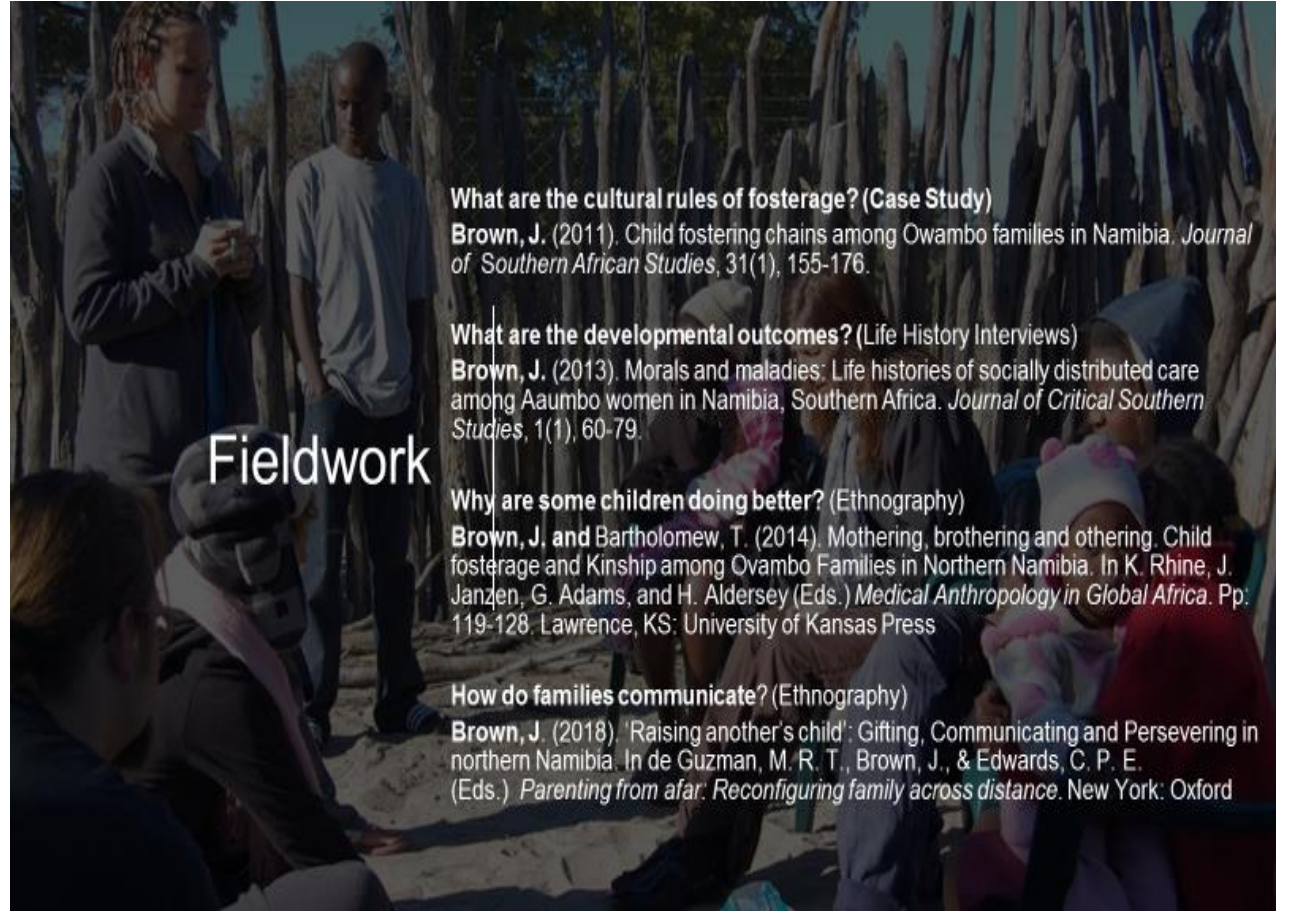 Fieldwork
What are the cultural rules of fosterage? (Case Study)
Brown, J. (2011). Child fostering chains among Owambo families in Namibia. Journal
of Southern African Studies, 31(1), 155-176.
What are the developmental outcomes? (Life History Interviews)
Brown, J. (2013). Morals and maladies: Life histories of socially distributed care
among Aaumbo women in Namibia, Southern Africa. Journal of Critical Southern
Studies, 1(1), 60-79.
Why are some children doing better? (Ethnography)
Brown, J. and Bartholomew, T. (2014). Mothering, brothering and othering. Child
fosterage and Kinship among Ovambo Families in Northern Namibia. In K. Rhine, J.
Janzen, G. Adams, and H. Aldersey (Eds.) Medical Anthropology in Global Africa. Pp:
119-128. Lawrence, KS: University of Kansas Press
How do families communicate? (Ethnography)
Brown, J. (2018). ‘Raising another’s child’: Gifting, Communicating and Persevering in
northern Namibia. In de Guzman, M. R. T., Brown, J., & Edwards, C. P. E.
(Eds.) Parenting from afar: Reconfiguring family across distance. New York: Oxford